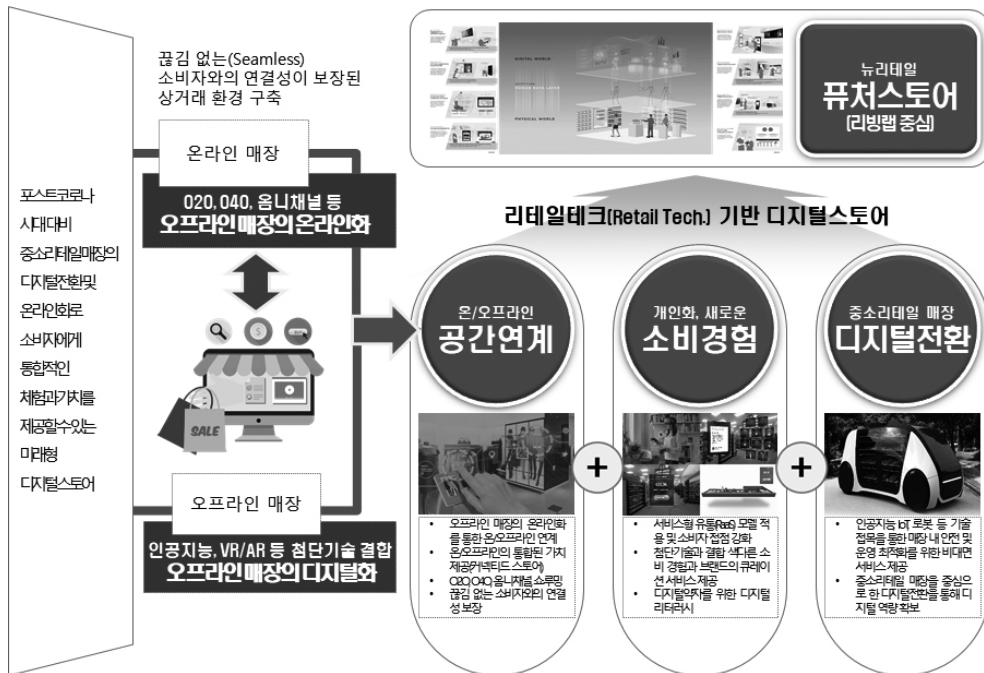 포스트코로나
시대 대비
중소리테일매장의
디지털전환 및
온라인화로
소비자에게
통합적인
체험과 가치를
제공할 수 있는
미래형
디지털스토어
끊김 없는(Seamless)
소비자와의 연결성이 보장된
상거래 환경 구축
온라인 매장
O2O, O4O, 옴니채널 등
오프라인 매장의 온라인화
SALE
오프라인 매장
인공지능, VR/AR 등 첨단기술 결합
오프라인 매장의 디지털화
DIGITAL WORLD
HUMAN DATA LAYER
PHYSICAL WORLD
뉴리테일
퓨처스토어
(리빙랩 중심)
리테일테크(Retail Tech.) 기반 디지털스토어
온/오프라인
공간연계
• 오프라인 매장의 온라인화
를 통한 온/오프라인 연계
• 온/오프라인의 통합된 가치
제공(커넥티드 스토어)
• O2O, O4O, 옴니채널, 쇼루밍
• 끊김 없는 소비자와의 연결
성 보장
+
개인화, 새로운
소비경험
• 서비스형 유통(RaaS) 모델 적
용 및 소비자 접점 강화
• 첨단기술과 결합 색다른 소
비 경험과 브랜드의 큐레이
션 서비스 제공
• 디지털약자를 위한 디지털
리터러시
+
중소리테일 매장
디지털전환
• 인공지능, IoT, 로봇 등 기술
접목을 통한 매장 내 안전 및
운영 최적화를 위한 비대면
서비스 제공
• 중소리테일 매장을 중심으
로 한 디지털전환을 통해 디
지털 역량 확보